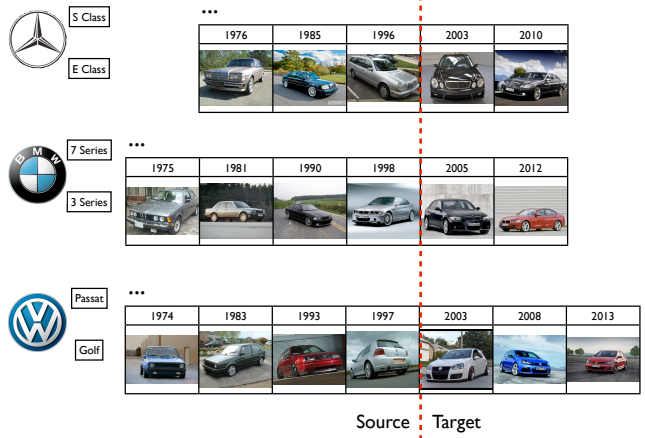 S Class
...
1976 1985 1996 2003 2010
E Class
BMW
7 Series
...
1975 1981 1990 1998 2005 2012
3 Series
Passat
...
1974 1983 1993 1997 2003 2008 2013
Golf
Source Target